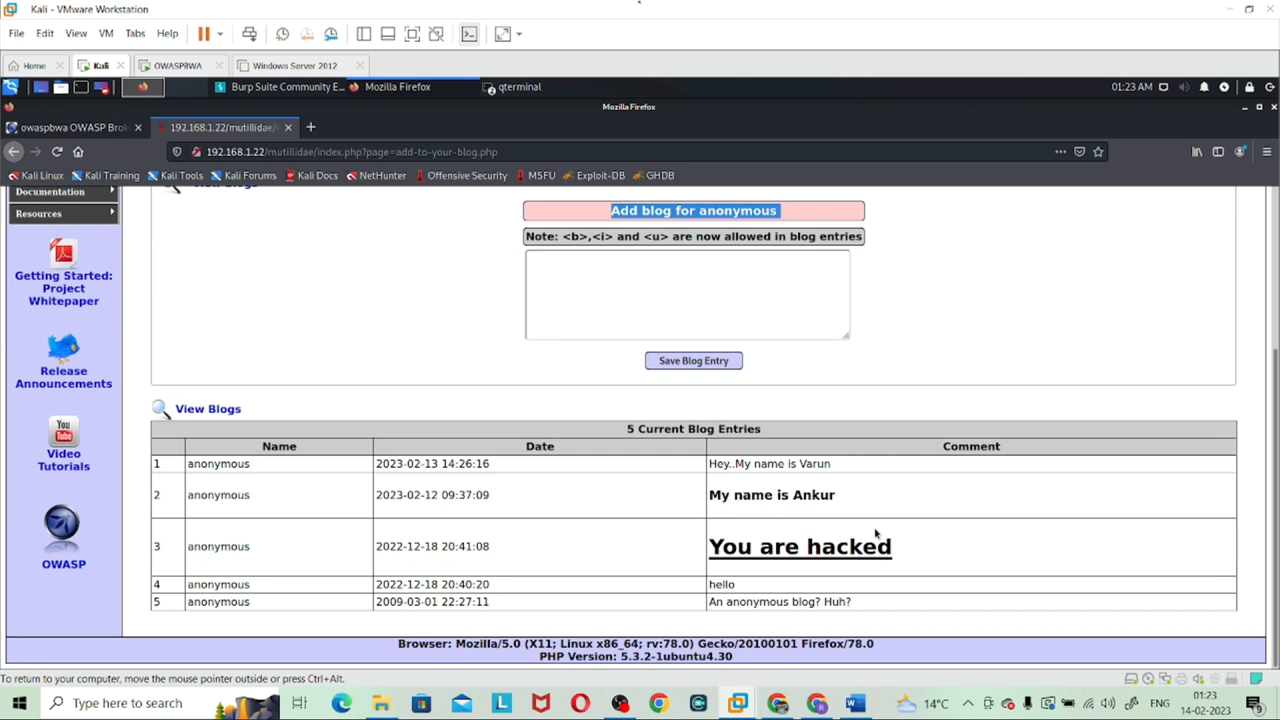 Kali - VMware Workstation
File Edit View VM Tabs Help
Home Kali OWASPBWA Windows Server 2012
Burp Suite Community E... Mozilla Firefox qterminal 01:23 AM
Mozilla Firefox
owaspbwa OWASP Bro 192.168.1.22/mutillidae/i
192.168.1.22/mutillidae/index.php?page=add-to-your-blog.php
Kali Linux Kali Training Kali Tools Kali Forums Kali Docs NetHunter Offensive Security MSFU Exploit-DB GHDB
Documentation
Resources
Getting Started:
Project
Whitepaper
Release
Announcements
You
Tube
Video
Tutorials
OWASP
View Blogs
Add blog for anonymous
Note: <b>,<i> and <u> are now allowed in blog entries
Save Blog Entry
View Blogs
5 Current Blog Entries
Name Date Comment
1 anonymous 2023-02-13 14:26:16 Hey..My name is Varun
2 anonymous 2023-02-12 09:37:09 My name is Ankur
3 anonymous 2022-12-18 20:41:08 You are hacked
4 anonymous 2022-12-18 20:40:20 hello
5 anonymous 2009-03-01 22:27:11 An anonymous blog? Huh?
Browser: Mozilla/5.0 (X11; Linux x86_64; rv:78.0) Gecko/20100101 Firefox/78.0
PHP Version: 5.3.2-1ubuntu4.30
To return to your computer, move the mouse pointer outside or press Ctrl+Alt.
Type here to search 14°C ENG 01:23
14-02-2023